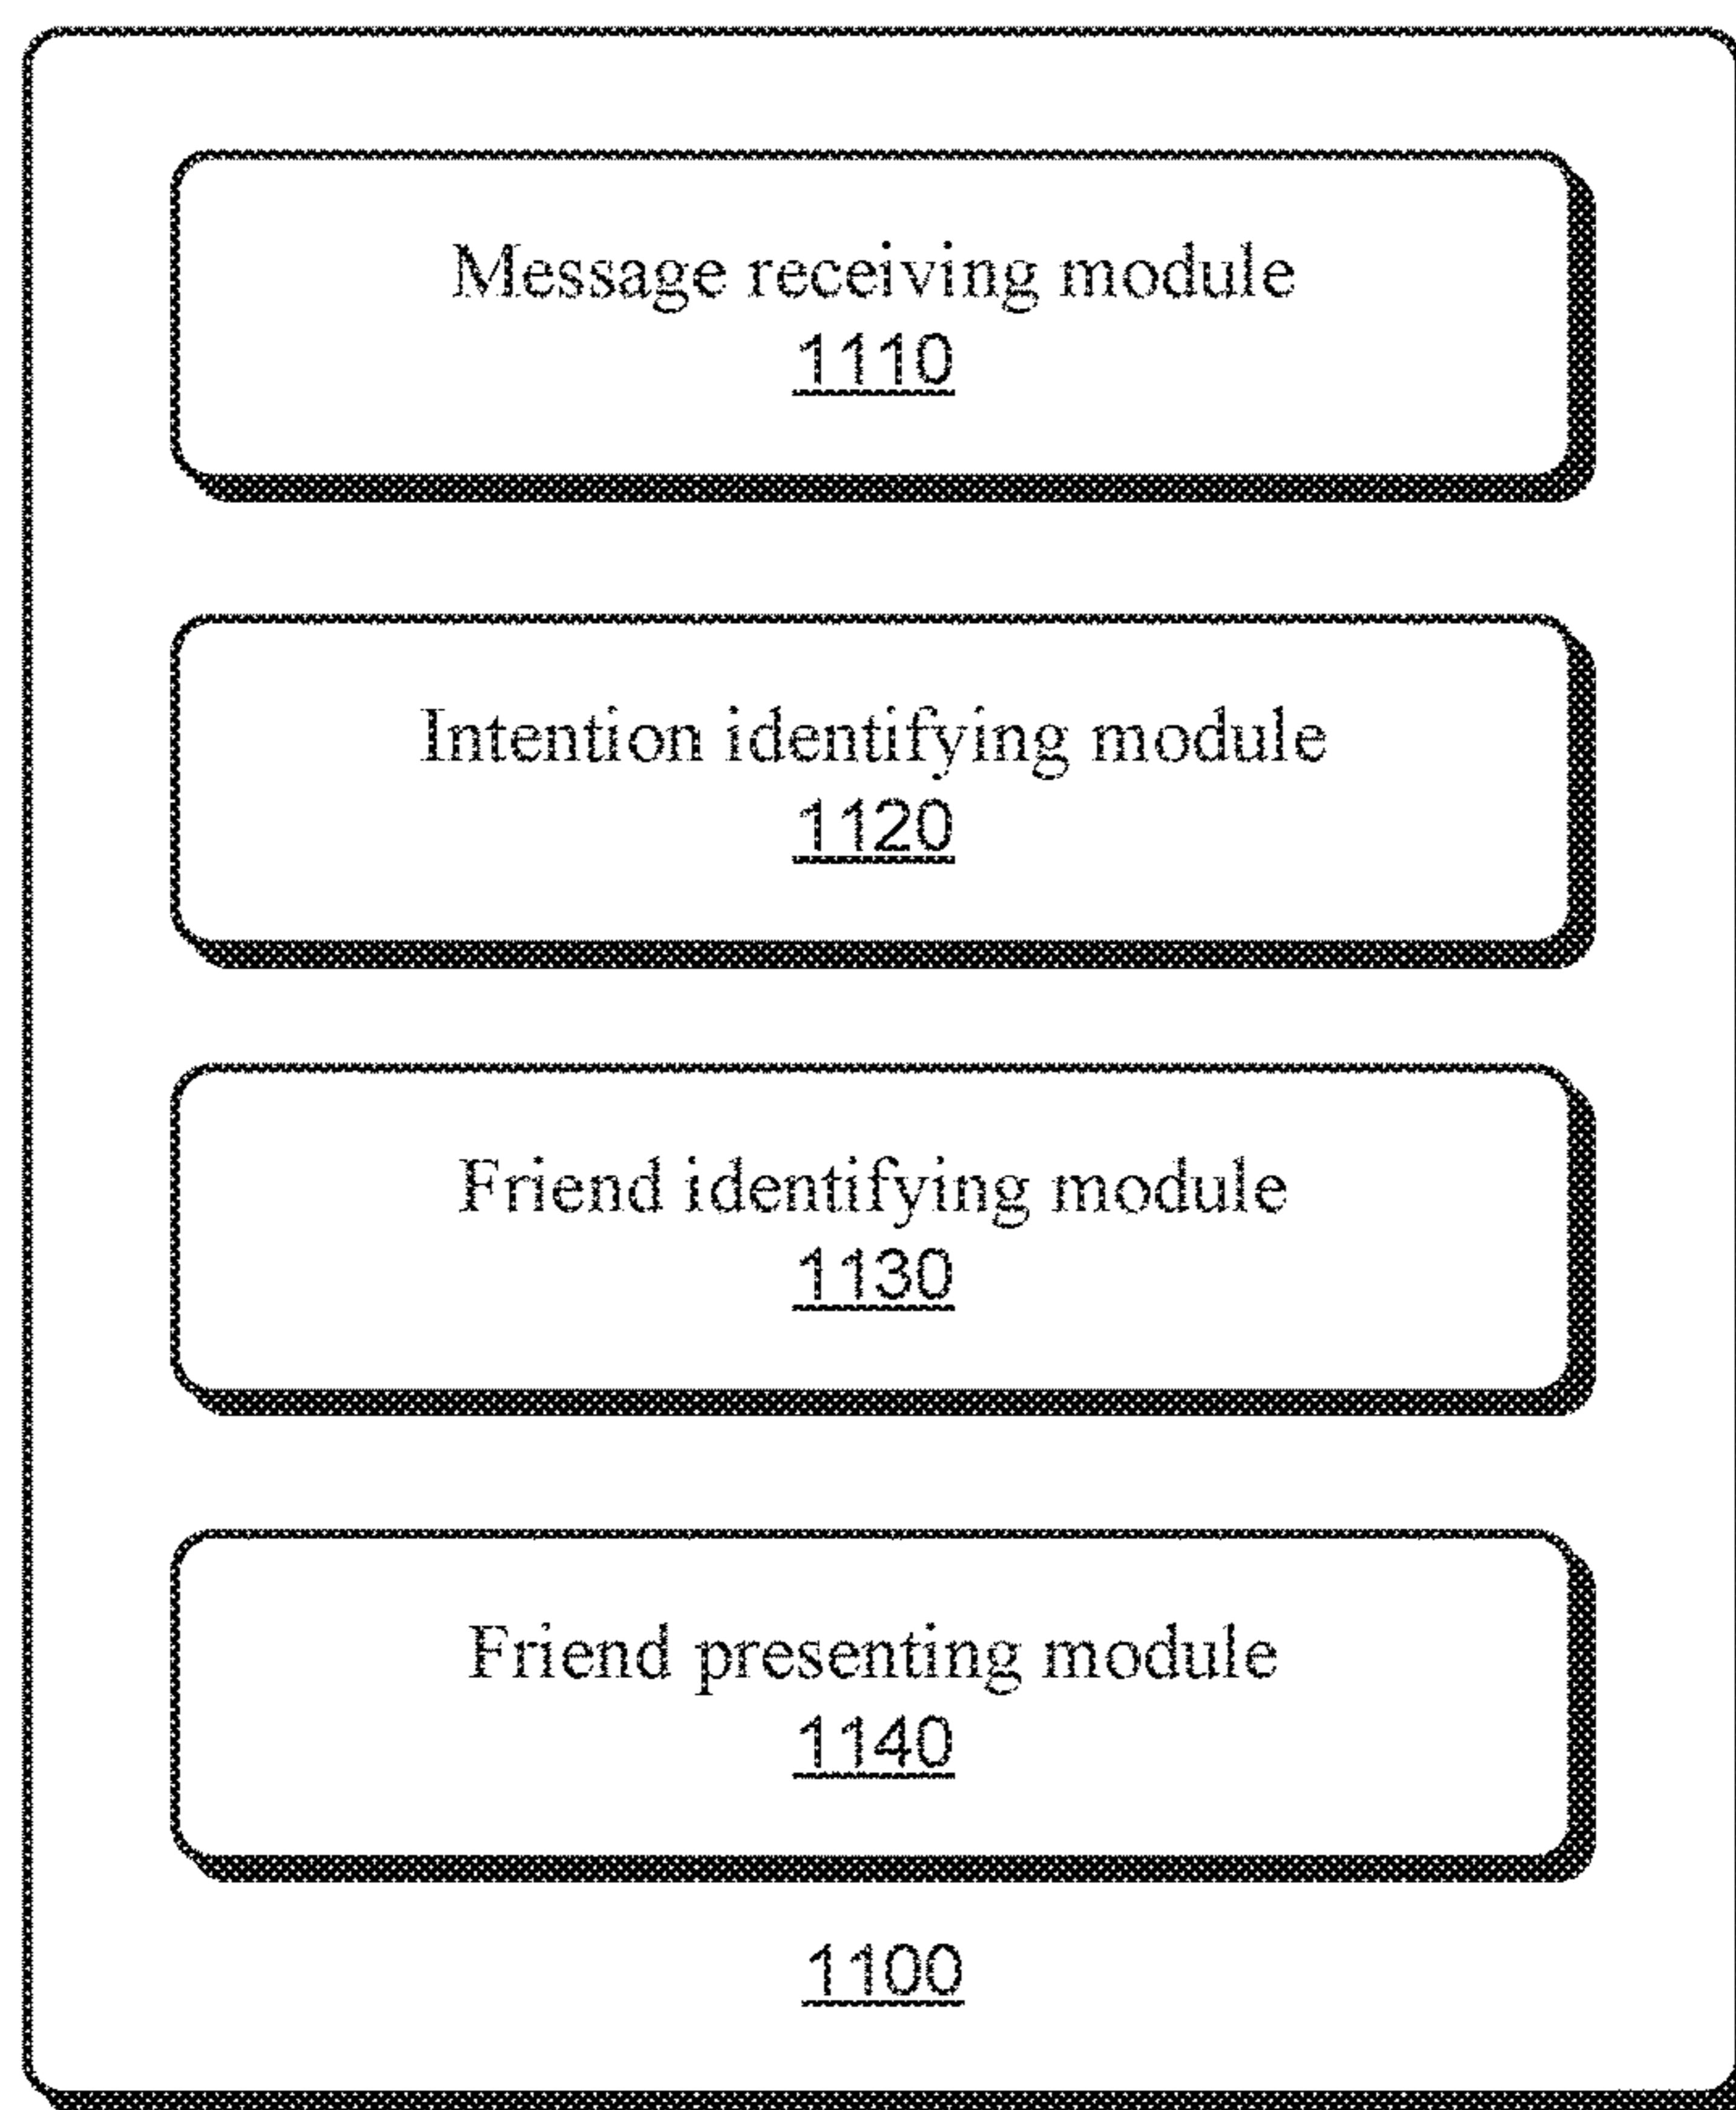 Message receiving module
1110
Intention identifying module
1120
Friend identifying module
1130
Friend presenting module
1140
1100